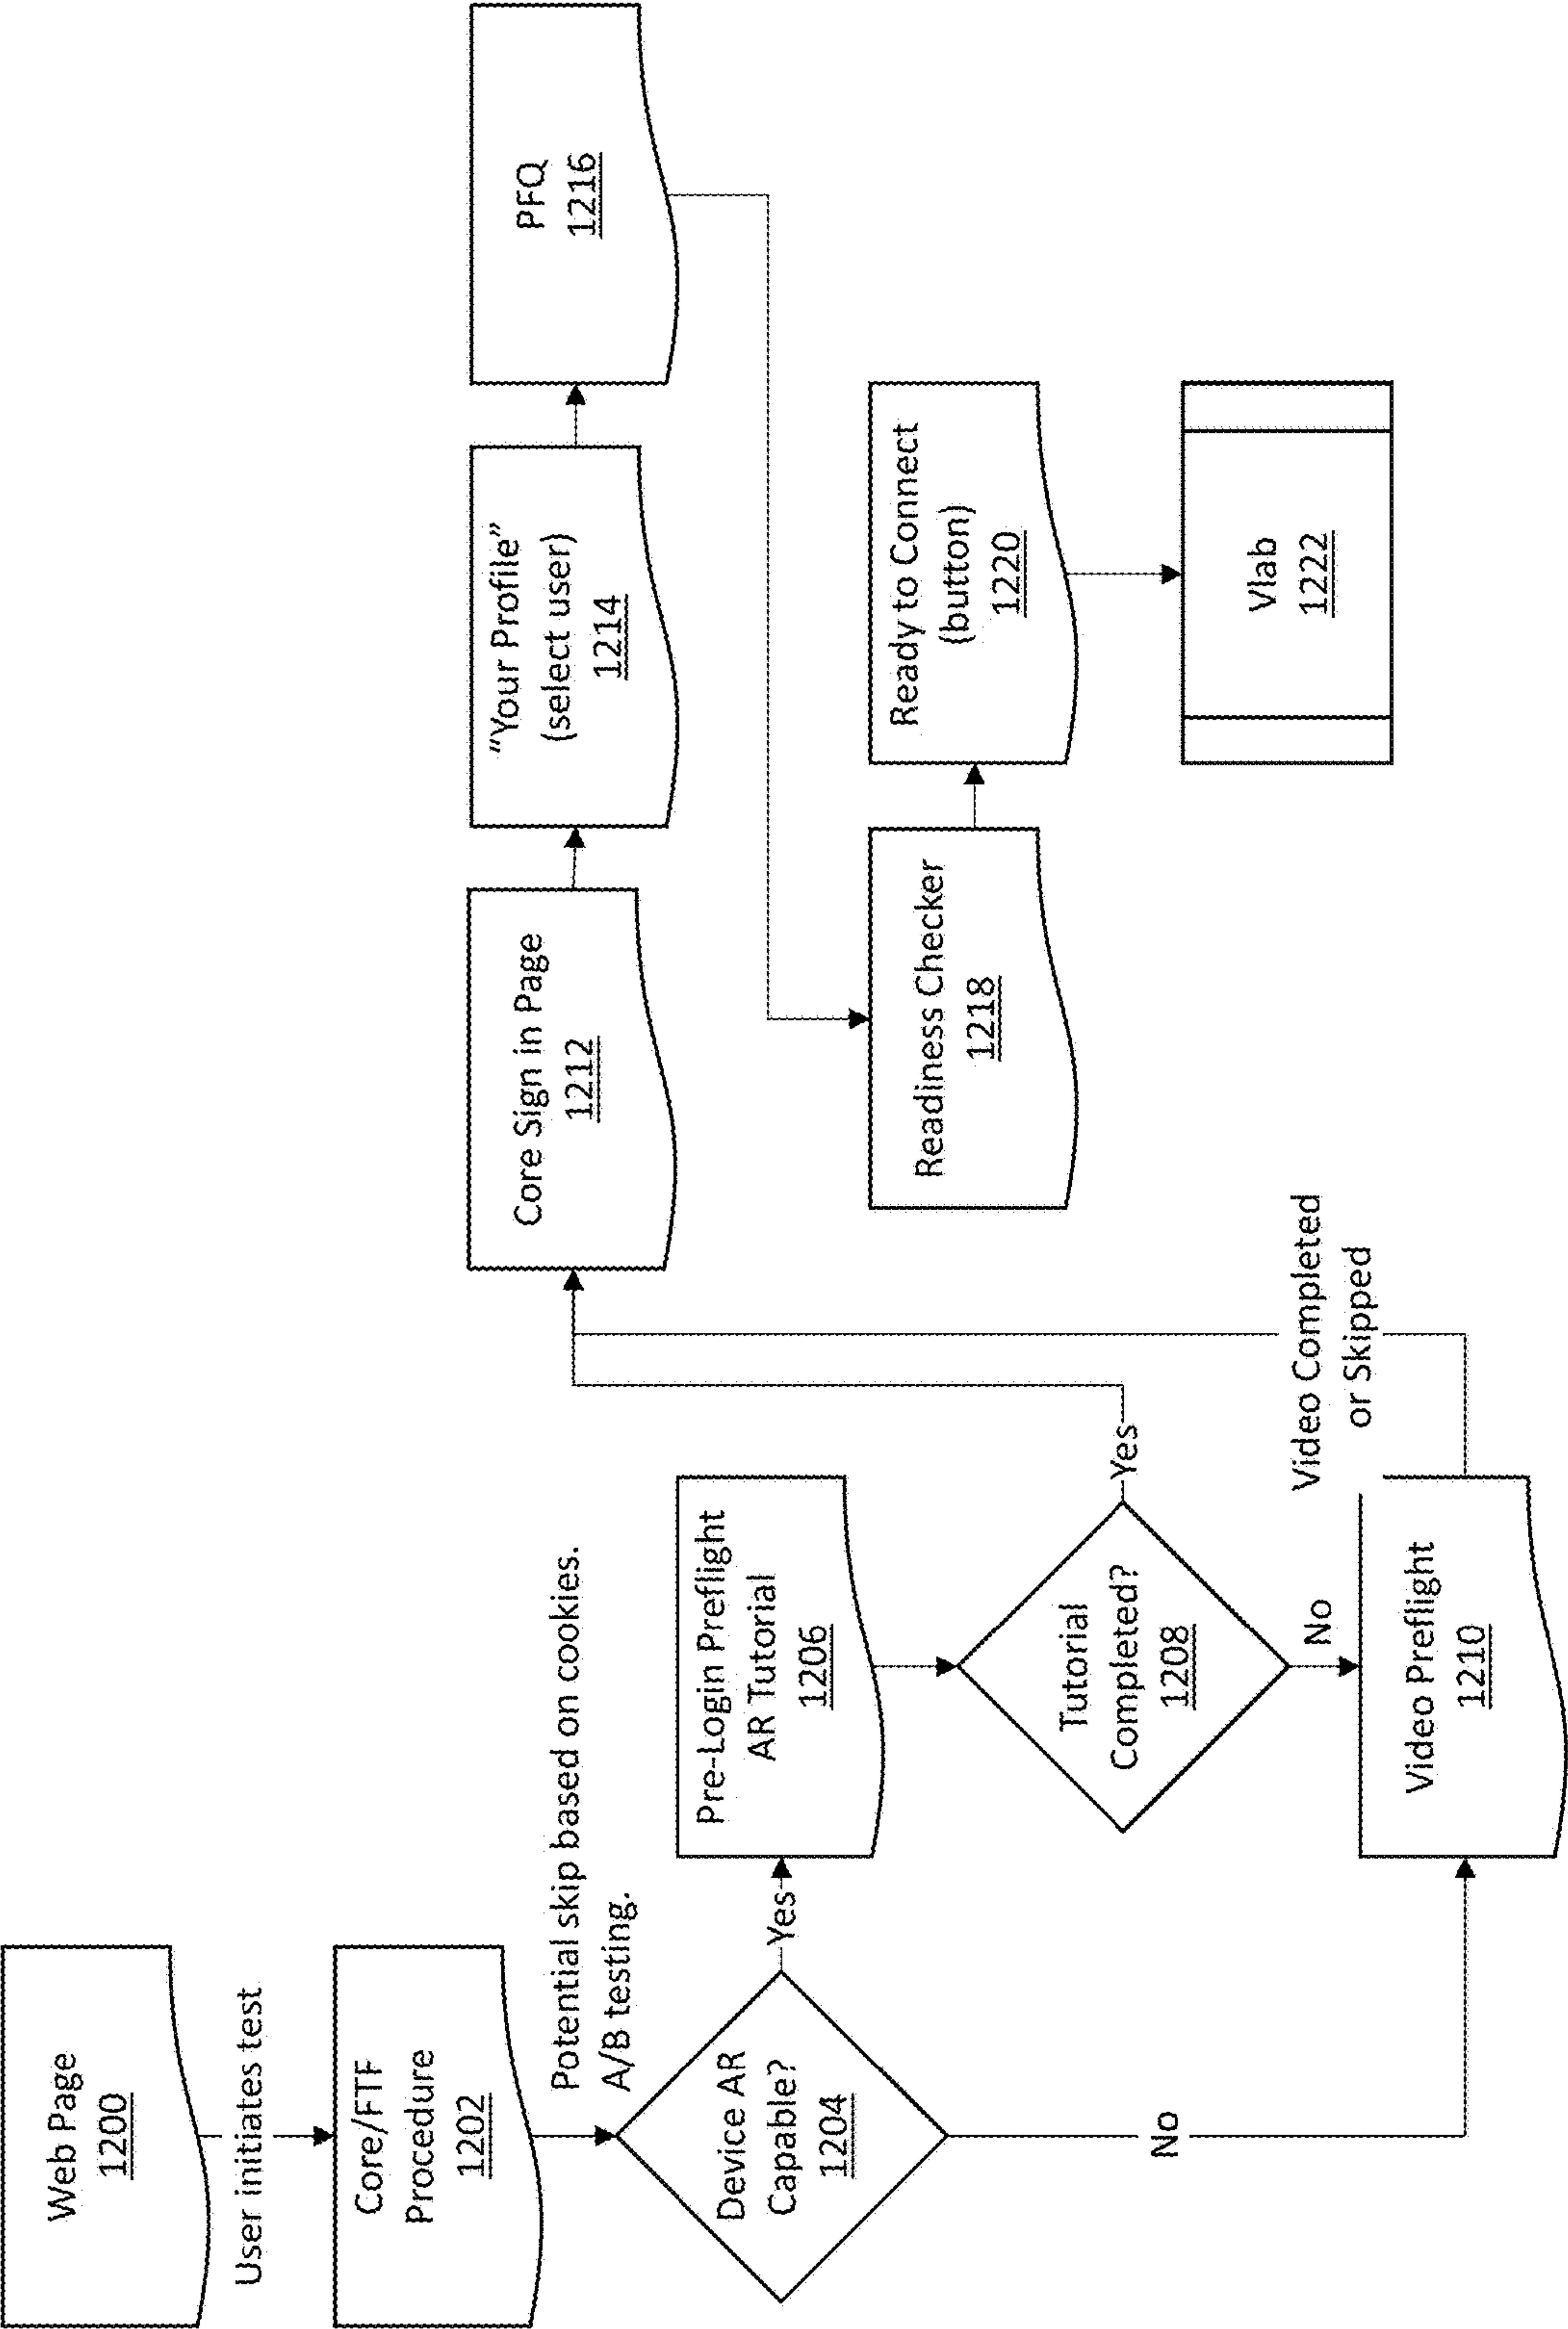 Web Page
1200
User initiates test
Core/FTF
Procedure
1202
Potential skip based on cookies.
A/B testing.
Device AR
Capable?
1204
Yes
No
Pre-Login Preflight
AR Tutorial
1206
Tutorial
Completed?
1208
Yes
No
Video Preflight
1210
Video Completed
or Skipped
Core Sign in Page
1212
“Your Profile”
(select user)
1214
PFQ
1216
Readiness Checker
1218
Ready to Connect
(button)
1220
Vlab
1222